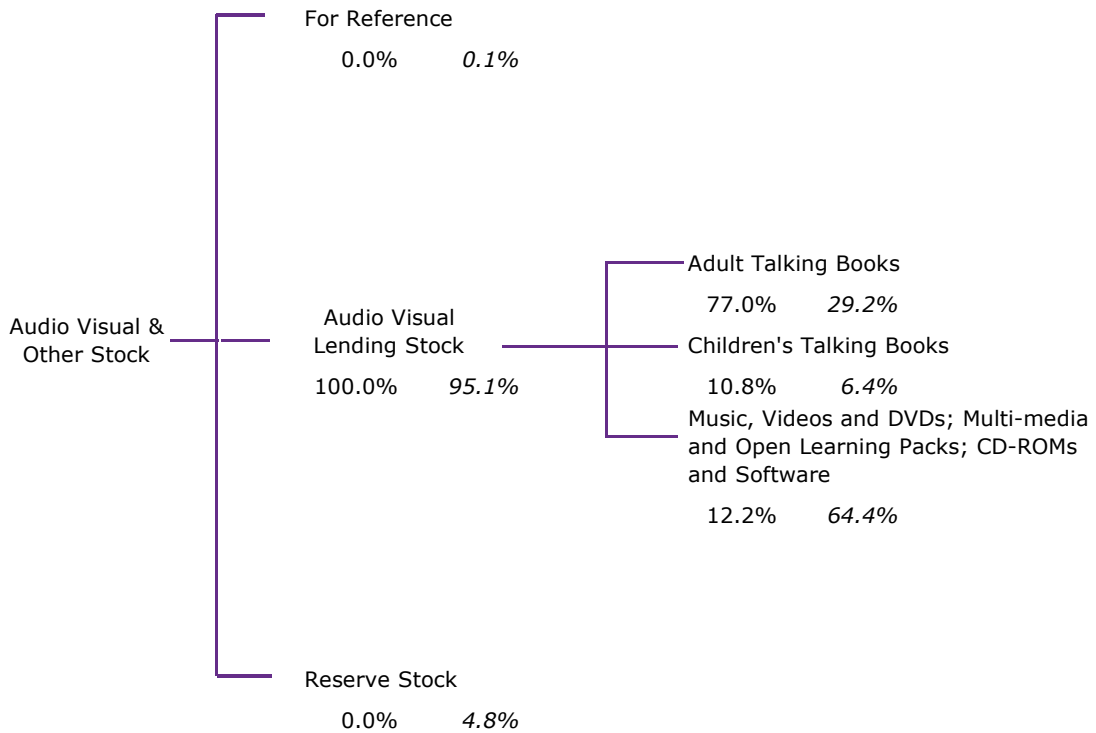 For Reference
0.0% 0.1%
Audio Visual &
Other Stock
Audio Visual
Lending Stock
100.0% 95.1%
Adult Talking Books
77.0% 29.2%
Children's Talking Books
10.8% 6.4%
Music, Videos and DVDs; Multi-media
and Open Learning Packs; CD-ROMs
and Software
12.2% 64.4%
Reserve Stock
0.0% 4.8%